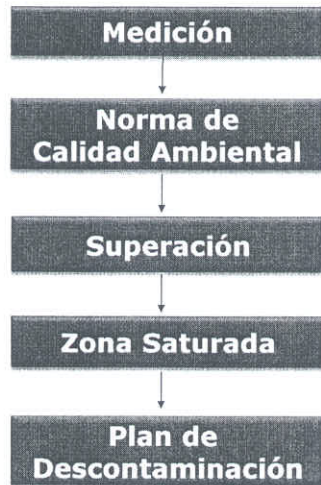 Medición
Norma de
Calidad Ambiental
Superación
Zona Saturada
Plan de
Descontaminación